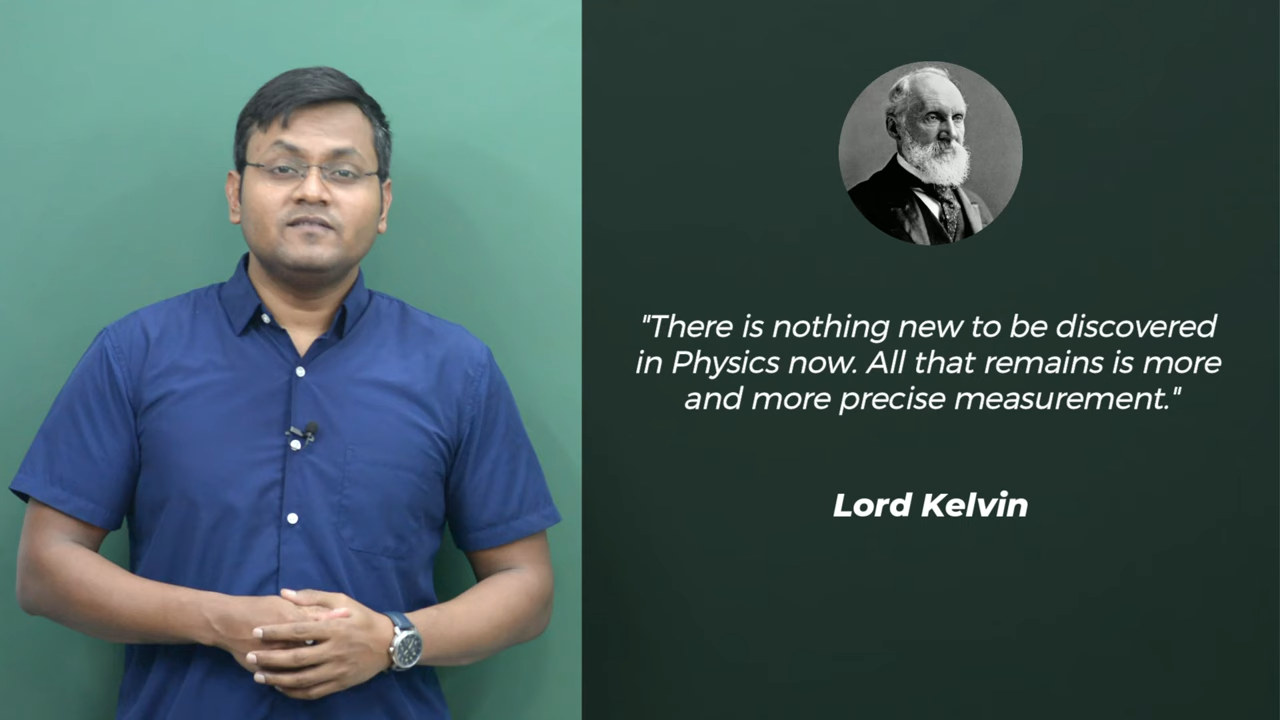 "There is nothing new to be discovered
in Physics now. All that remains is more
and more precise measurement."
Lord Kelvin